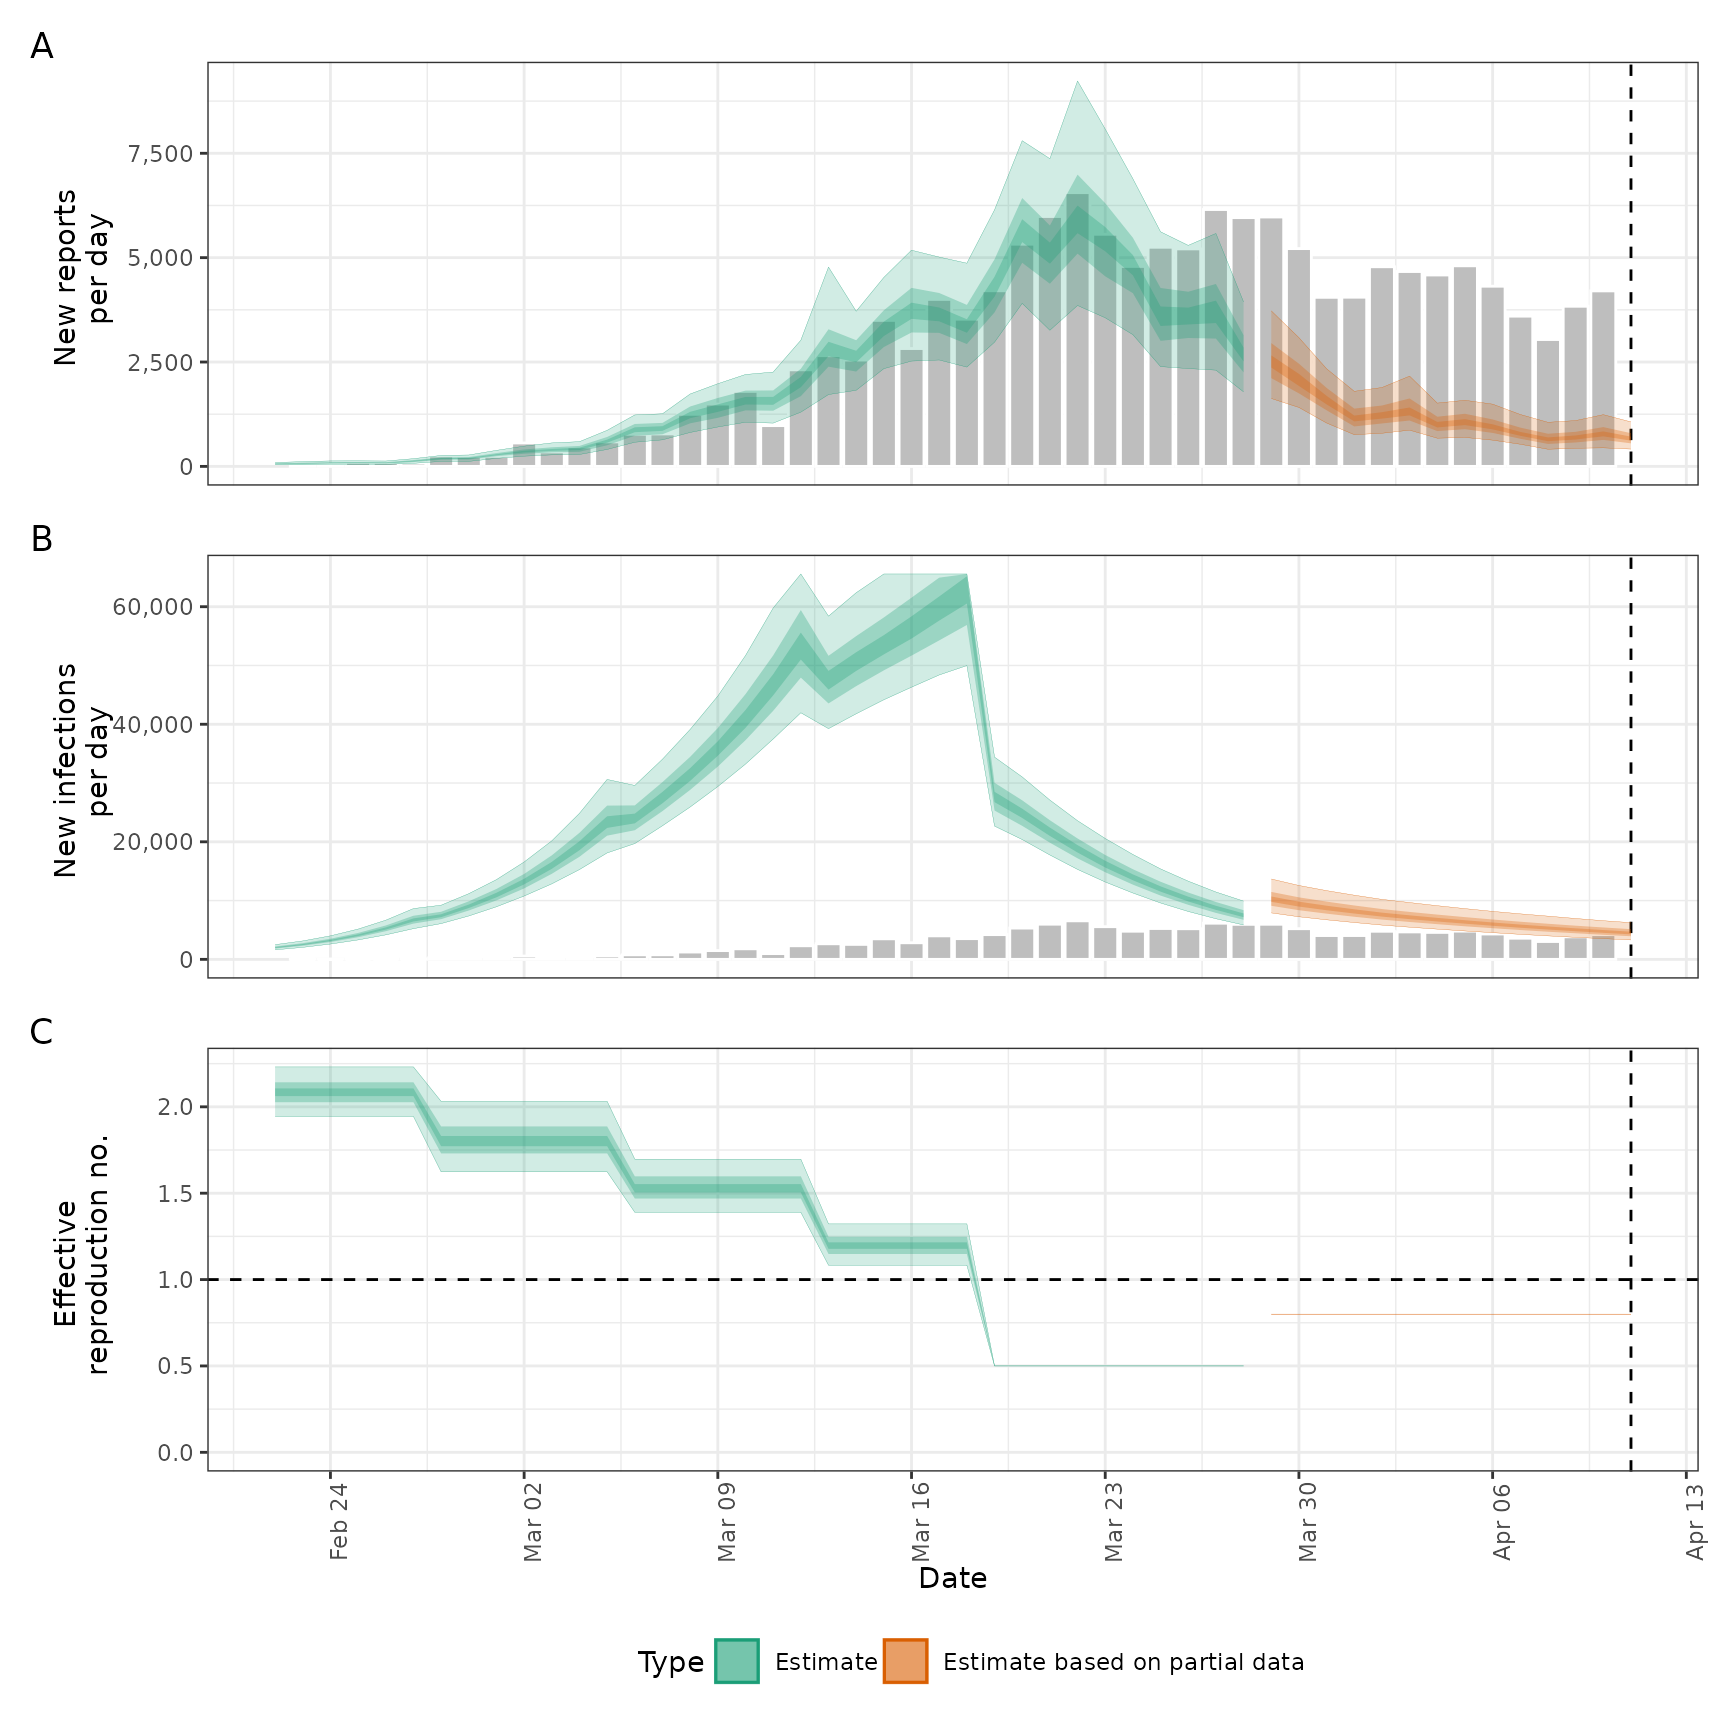 A
New reports
per day
7,500
5,000
2,500
0
B
New infections
per day
60,000
40,000
20,000
0
C
Effective
reproduction no.
2.0
1.5
1.0
0.5
0.0
Feb 24
Mar 02
Mar 09
Mar 16
Mar 23
Mar 30
Apr 06
Apr 13
Date
Type Estimate Estimate based on partial data